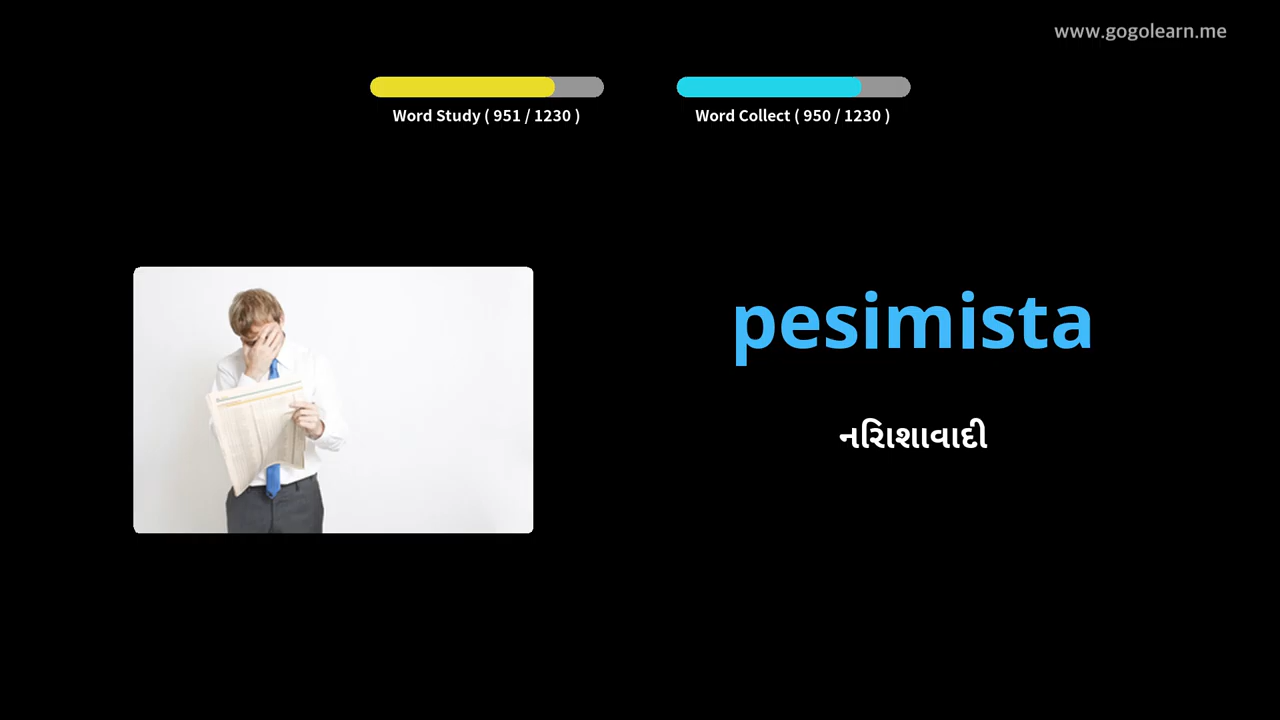 www.gogolearn.me
Word Study ( 951 / 1230 )
Word Collect ( 950 / 1230 )
pesimista
નિરાશાવાદી